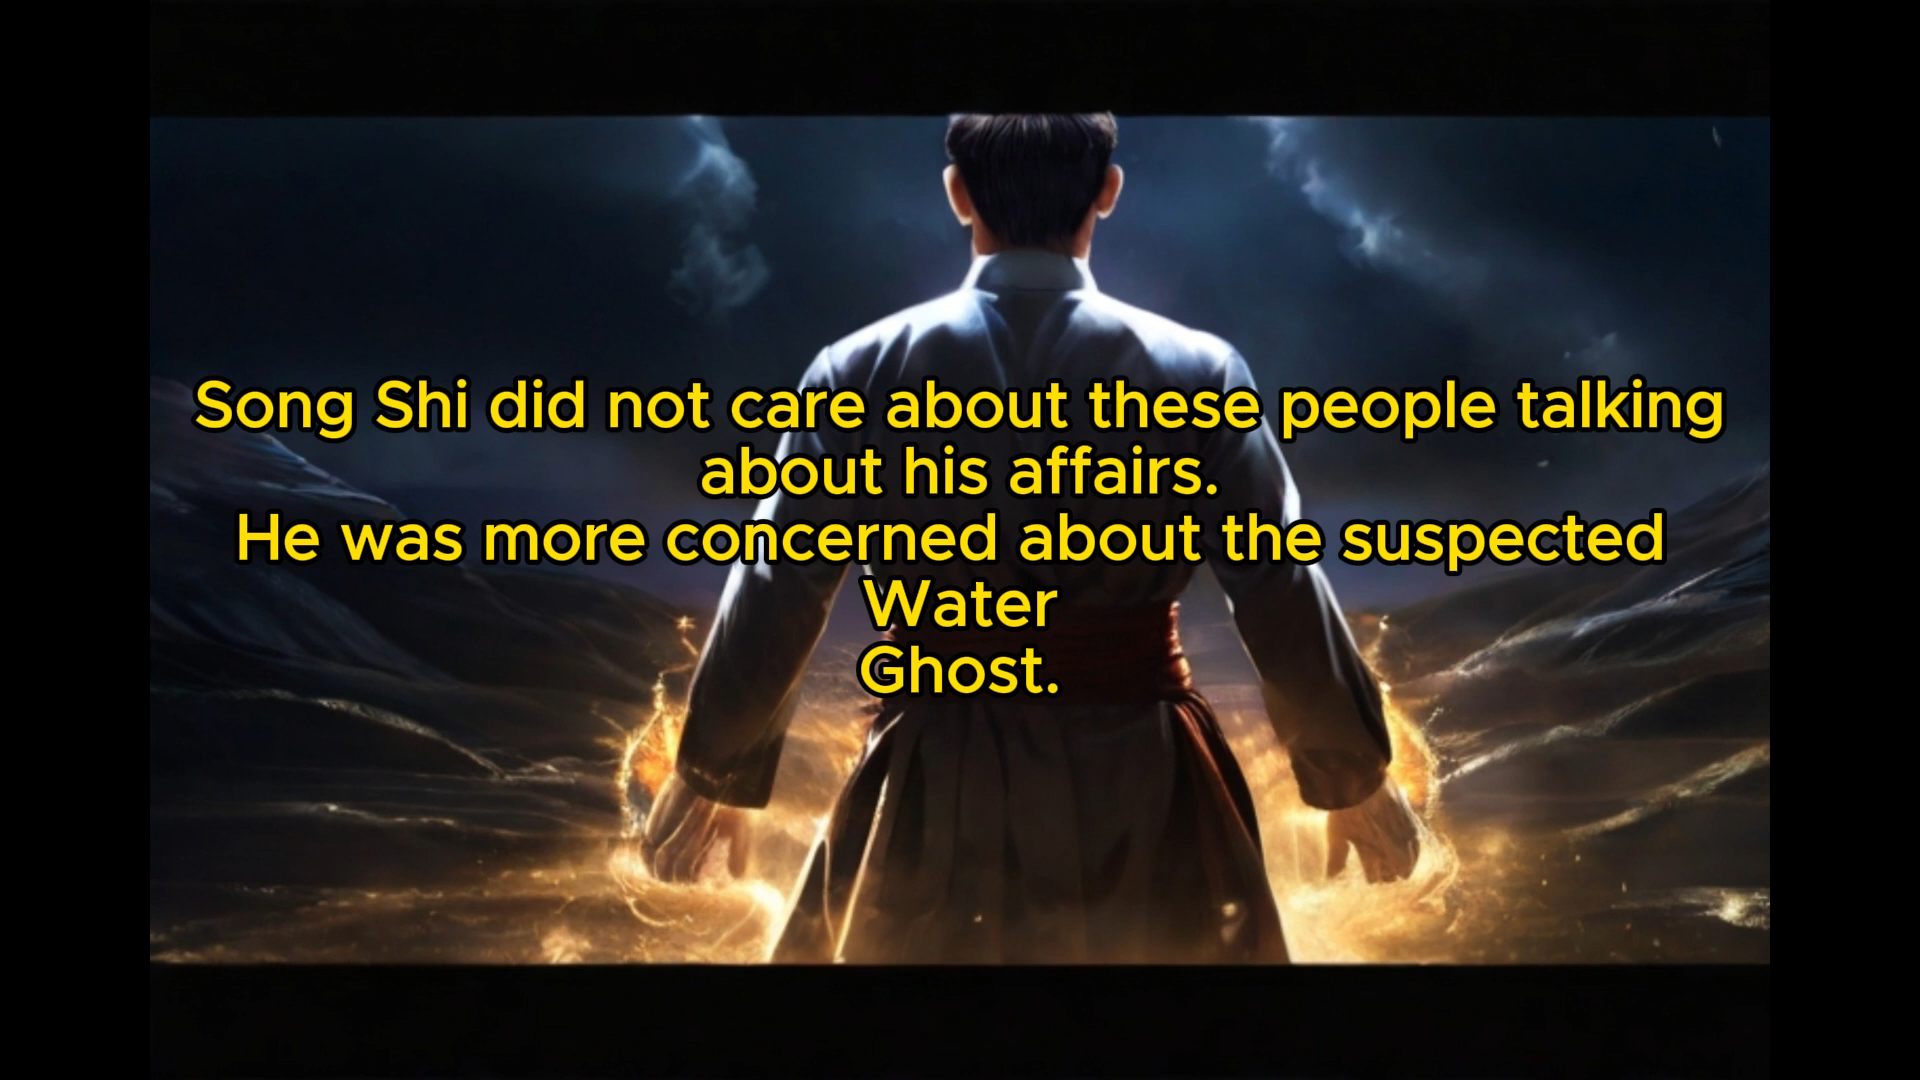 Song Shi did not care about these people talking
about his affairs.
He was more concerned about the suspected
Water
Ghost.